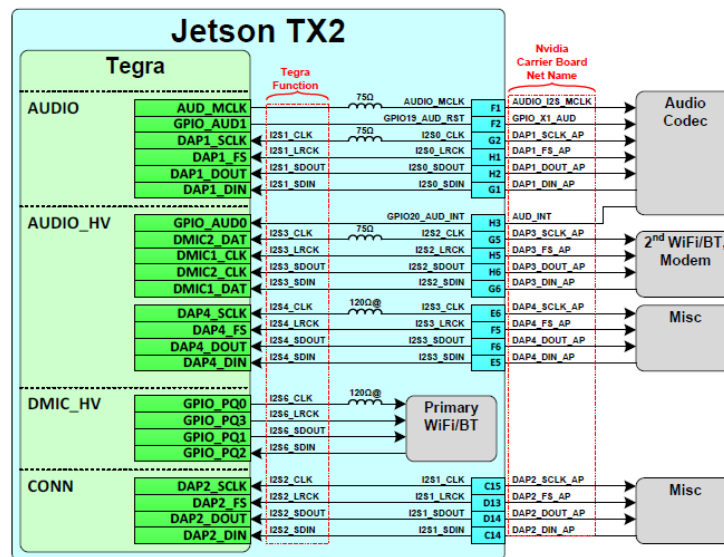 Jetson TX2
Tegra
Tegra
Function
Nvidia
Carrier Board
Net Name
AUDIO
AUD_MCLK 75Ω AUDIO_MCLK F1 AUDIO_I2S_MCLK
GPIO_AUD1 GPIO19_AUD_RST F2 GPIO_X1_AUD
DAP1_SCLK I2S1_CLK 75Ω I2S0_CLK G2 DAP1_SCLK_AP
DAP1_FS I2S1_LRCK I2S0_LRCK H1 DAP1_FS_AP
DAP1_DOUT I2S1_SDOUT I2S0_SDOUT H2 DAP1_DOUT_AP
DAP1_DIN I2S1_SDIN I2S0_SDIN G1 DAP1_DIN_AP
Audio
Codec
AUDIO_HV
GPIO_AUD0 GPIO20_AUD_INT H3 AUD_INT
DMIC2_DAT I2S3_CLK 75Ω I2S2_CLK G5 DAP3_SCLK_AP
DMIC1_CLK I2S3_LRCK I2S2_LRCK H5 DAP3_FS_AP
DMIC2_CLK I2S3_SDOUT I2S2_SDOUT H6 DAP3_DOUT_AP
DMIC1_DAT I2S3_SDIN I2S2_SDIN G6 DAP3_DIN_AP
2nd WiFi/BT,
Modem
DAP4_SCLK I2S4_CLK 120Ω@ I2S3_CLK E6 DAP4_SCLK_AP
DAP4_FS I2S4_LRCK I2S3_LRCK F5 DAP4_FS_AP
DAP4_DOUT I2S4_SDOUT I2S3_SDOUT F6 DAP4_DOUT_AP
DAP4_DIN I2S4_SDIN I2S3_SDIN E5 DAP4_DIN_AP
Misc
DMIC_HV
GPIO_PQ0 I2S6_CLK 120Ω@
GPIO_PQ3 I2S6_LRCK
GPIO_PQ1 I2S6_SDOUT
GPIO_PQ2 I2S6_SDIN
Primary
WiFi/BT
CONN
DAP2_SCLK I2S2_CLK I2S1_CLK C15 DAP2_SCLK_AP
DAP2_FS I2S2_LRCK I2S1_LRCK D13 DAP2_FS_AP
DAP2_DOUT I2S2_SDOUT I2S1_SDOUT D14 DAP2_DOUT_AP
DAP2_DIN I2S2_SDIN I2S1_SDIN C14 DAP2_DIN_AP
Misc